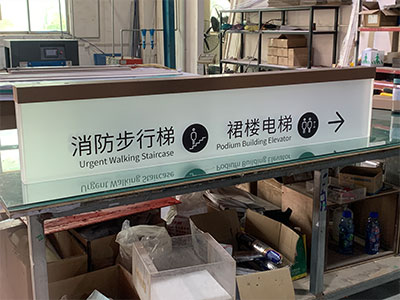 消防步行梯
Urgent Walking Staircase
裙楼电梯
Podium Building Elevator